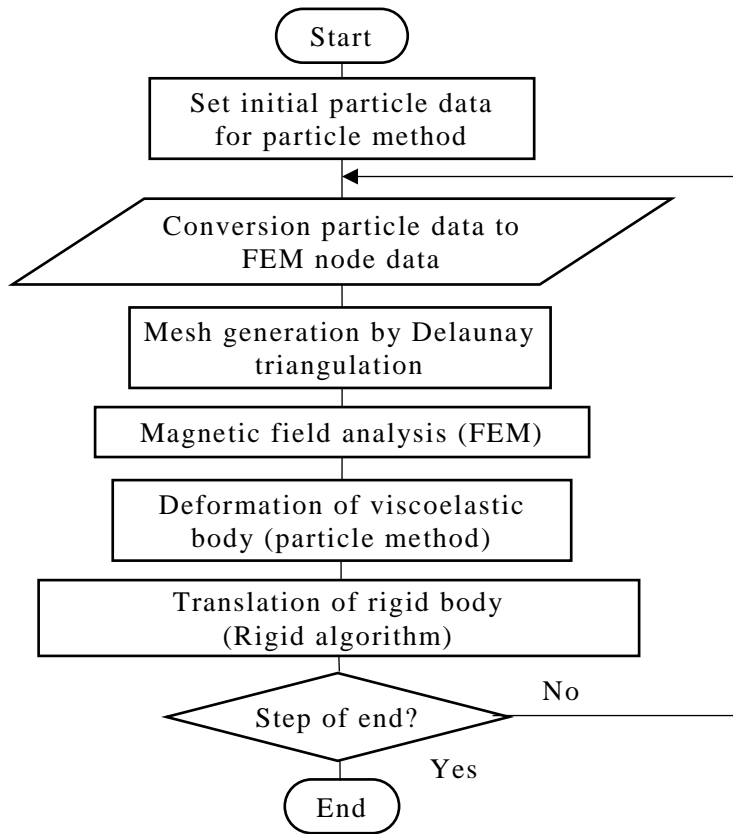 Start
Set initial particle data
for particle method
Conversion particle data to
FEM node data
Mesh generation by Delaunay
triangulation
Magnetic field analysis (FEM)
Deformation of viscoelastic
body (particle method)
Translation of rigid body
(Rigid algorithm)
Step of end?
No
Yes
End